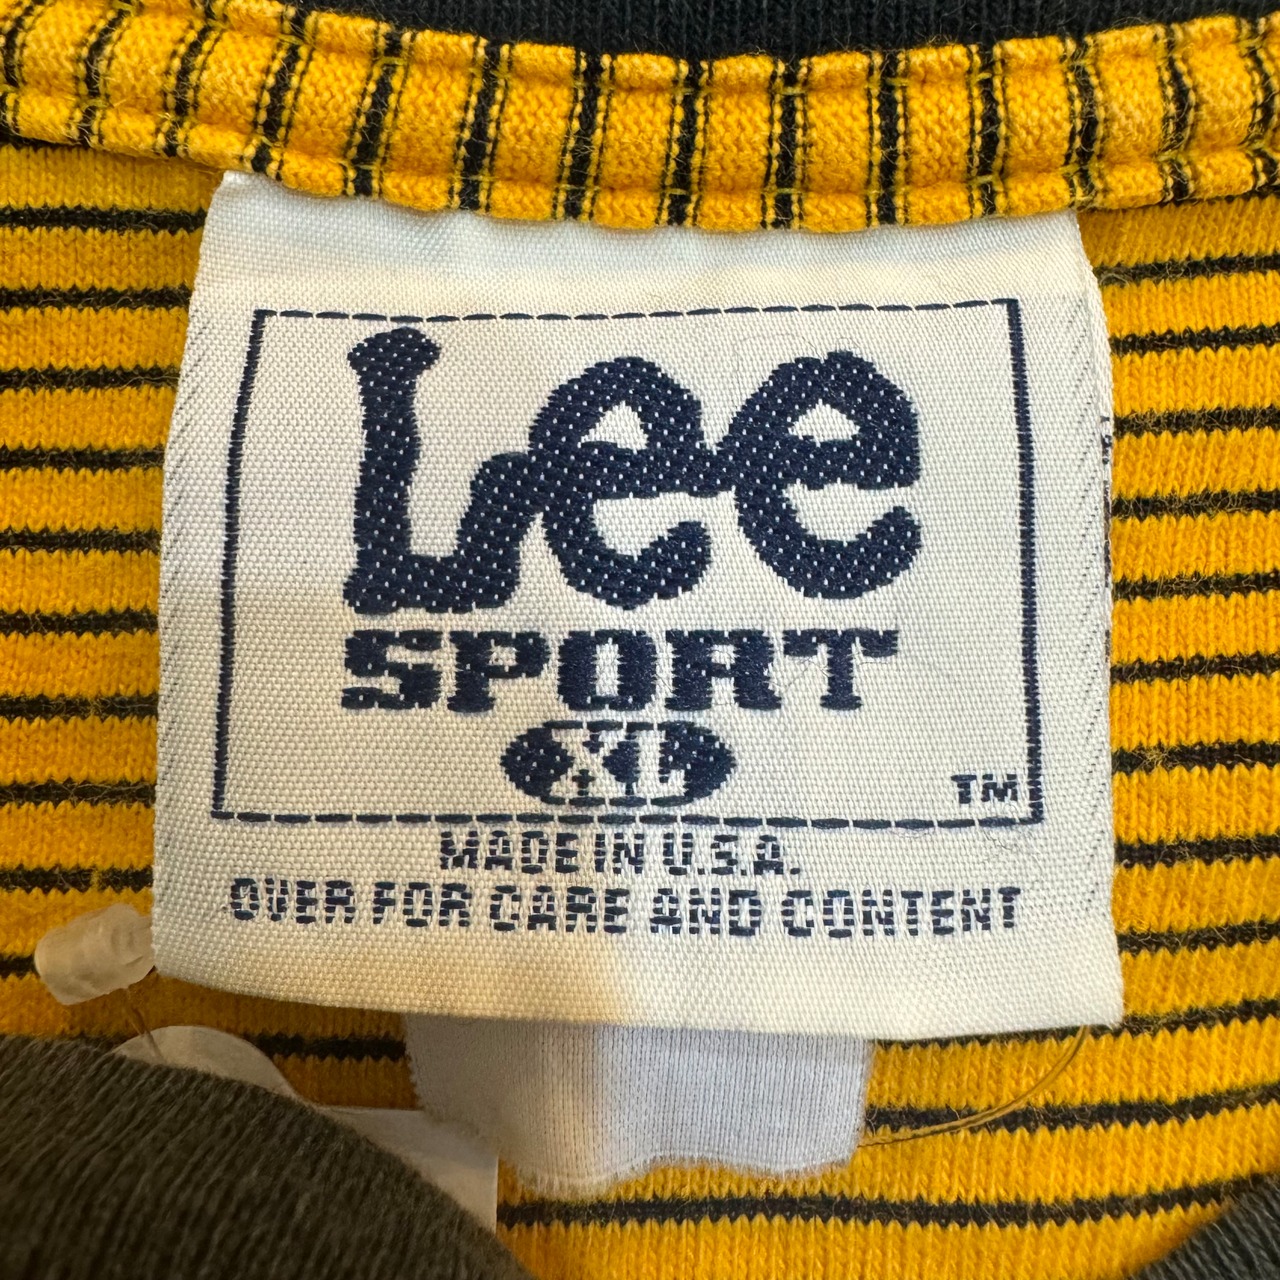 Lee
SPORT
XL
TM
MADE IN U.S.A.
OVER FOR CARE AND CONTENT